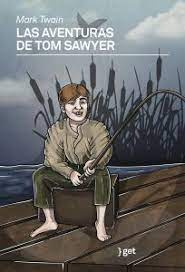 Mark Twain
LAS AVENTURAS
DE TOM SAWYER
}get